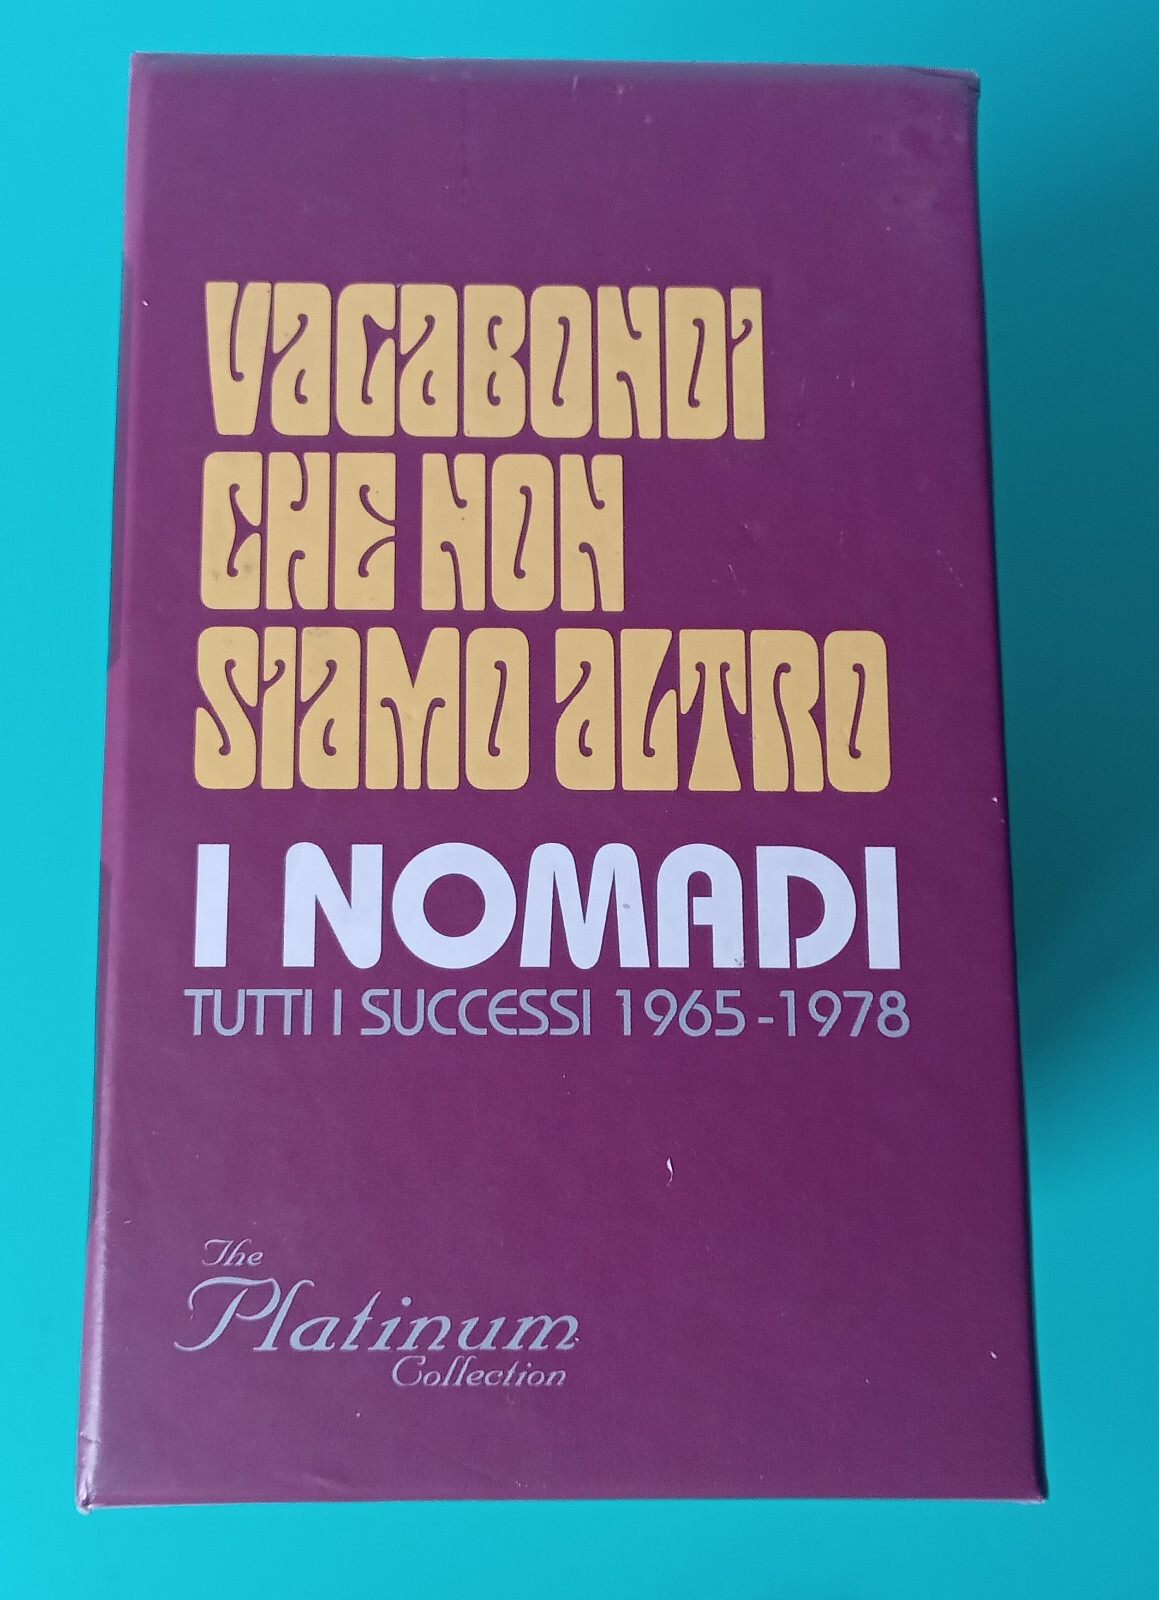 VAGABONDI
CHE NON
SIAMO ALTRO
I NOMADI
TUTTI I SUCCESSI 1965-1978
The
Platinum
Collection